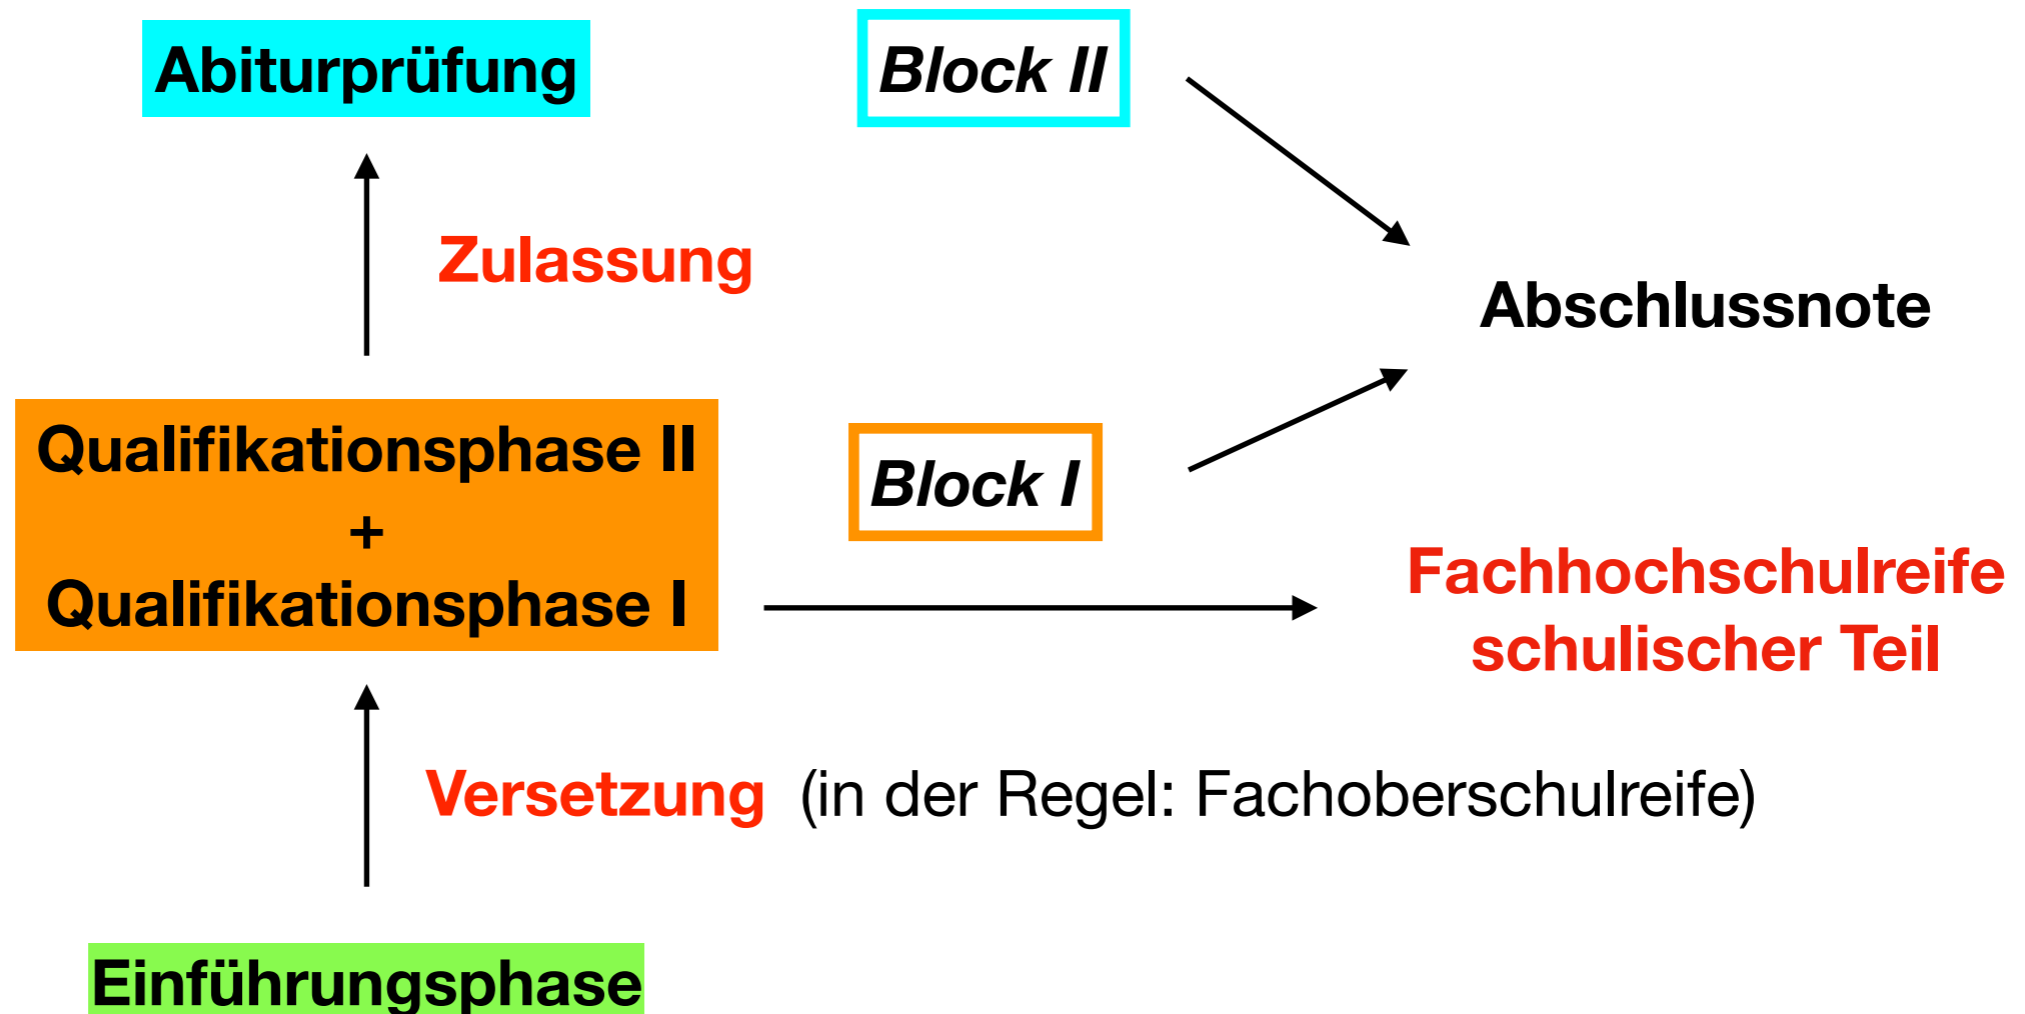 Abiturprüfung
Block II
Zulassung
Abschlussnote
Qualifikationsphase II
+
Qualifikationsphase I
Block I
Fachhochschulreife
schulischer Teil
Versetzung (in der Regel: Fachoberschulreife)
Einführungsphase